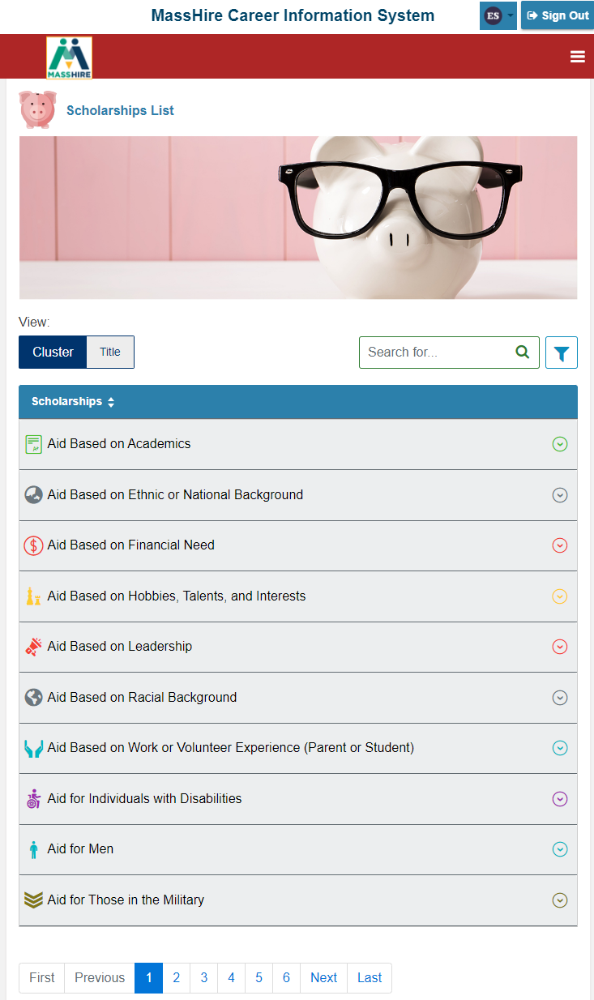 MassHire Career Information System
ES
Sign Out
MASSHIRE
Scholarships List
View:
Cluster Title
Search for...
Scholarships
Aid Based on Academics
Aid Based on Ethnic or National Background
Aid Based on Financial Need
Aid Based on Hobbies, Talents, and Interests
Aid Based on Leadership
Aid Based on Racial Background
Aid Based on Work or Volunteer Experience (Parent or Student)
Aid for Individuals with Disabilities
Aid for Men
Aid for Those in the Military
First Previous 1 2 3 4 5 6 Next Last